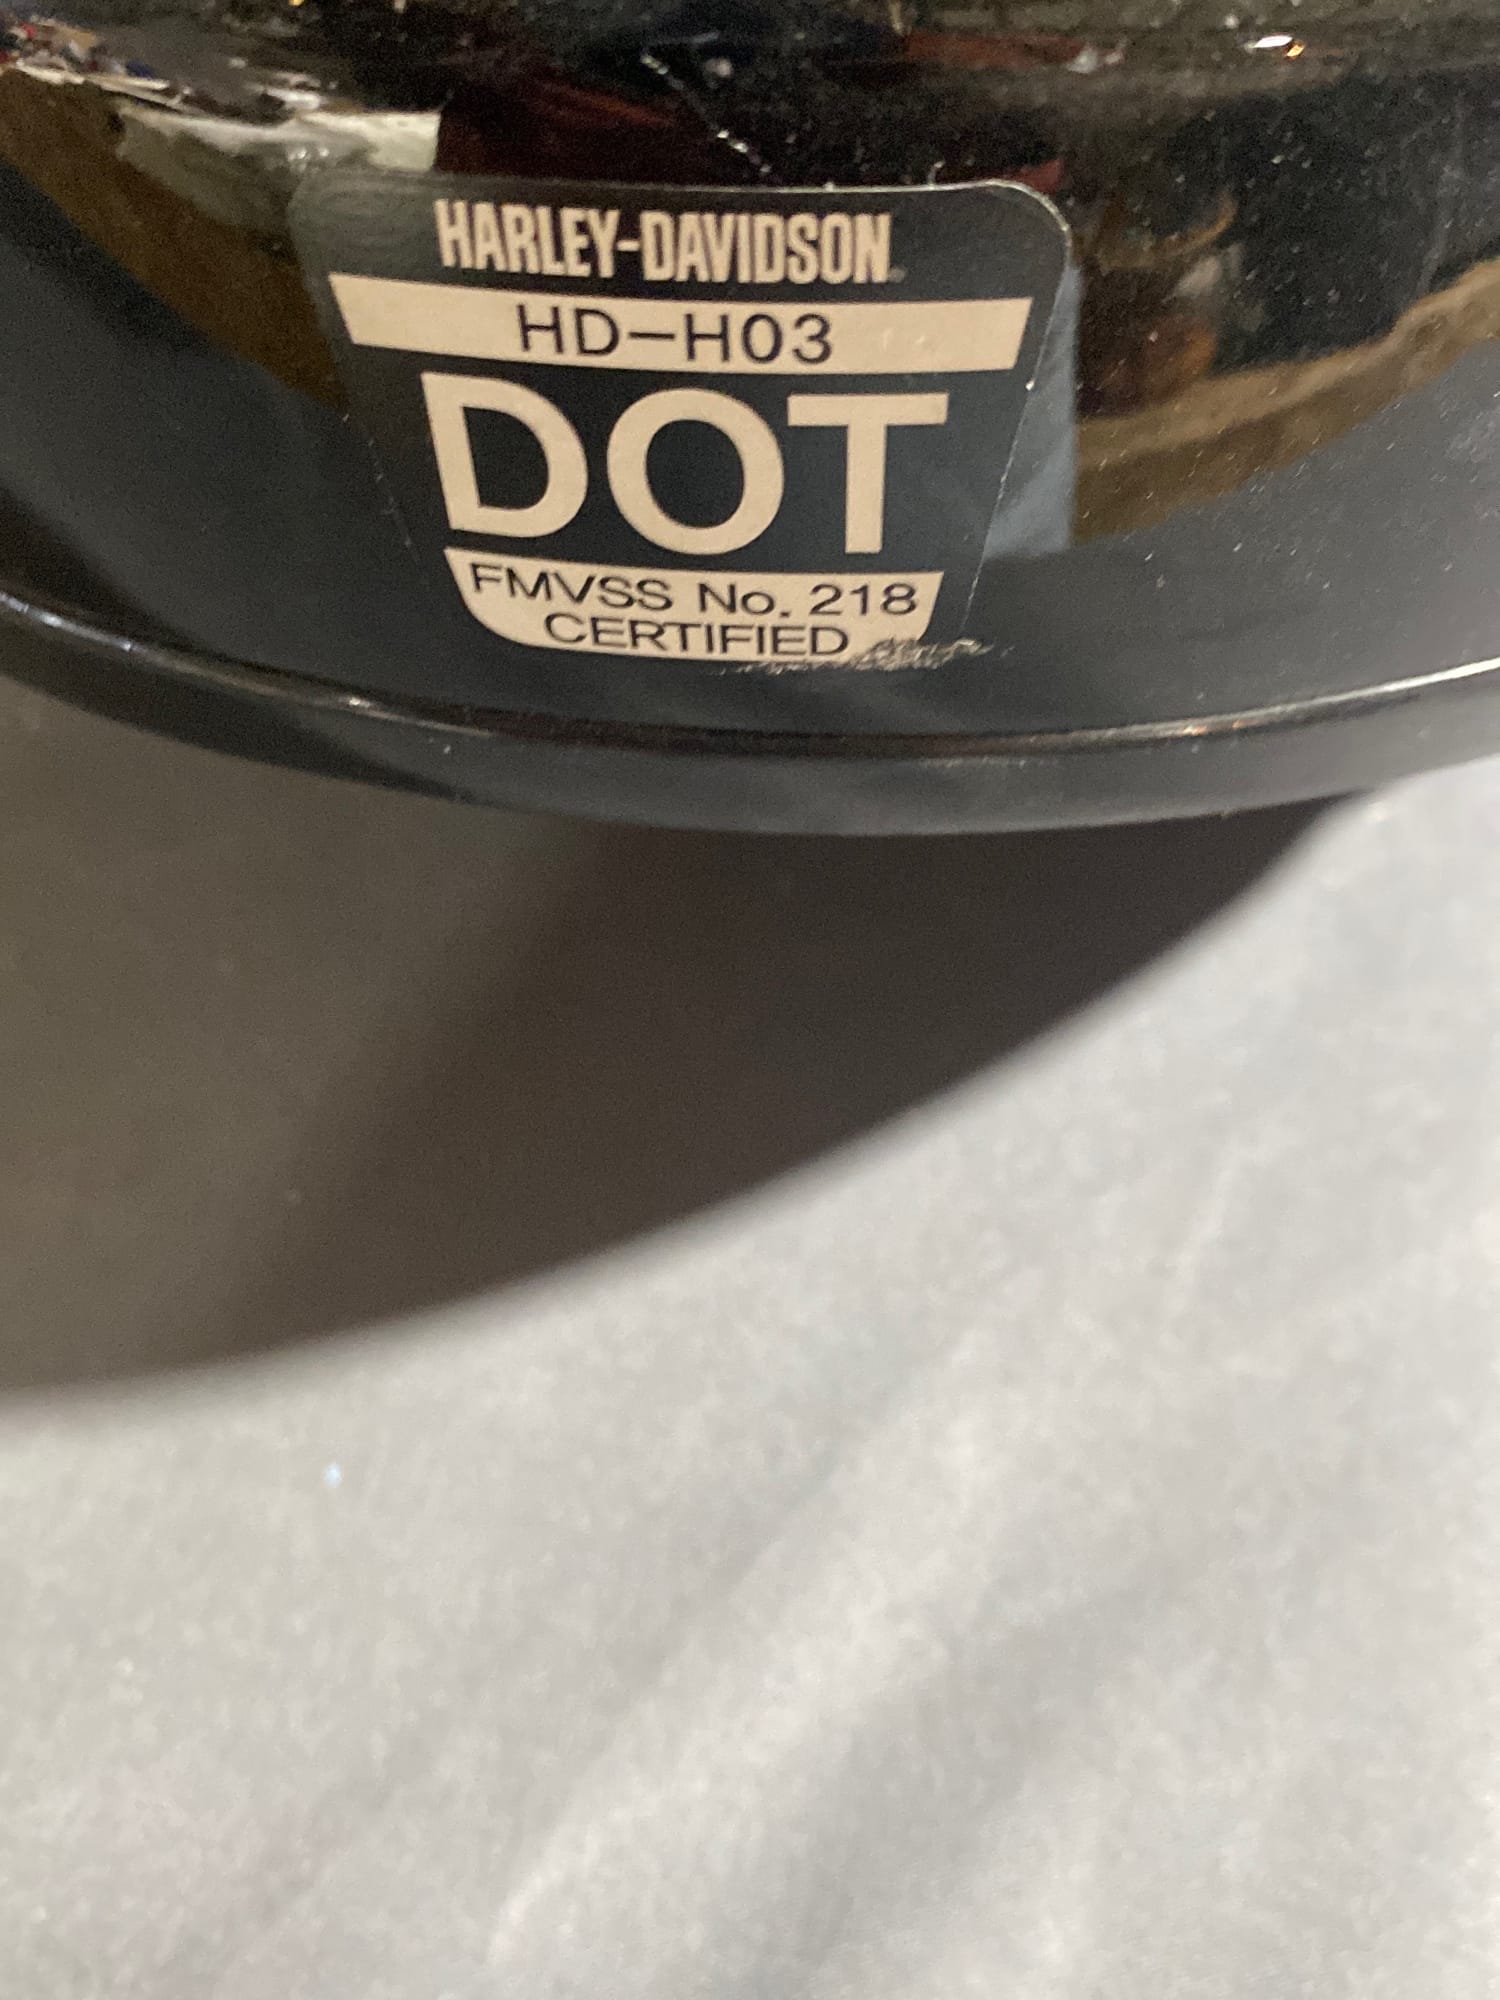 HARLEY-DAVIDSON
HD-H03
DOT
FMVSS No. 218
CERTIFIED